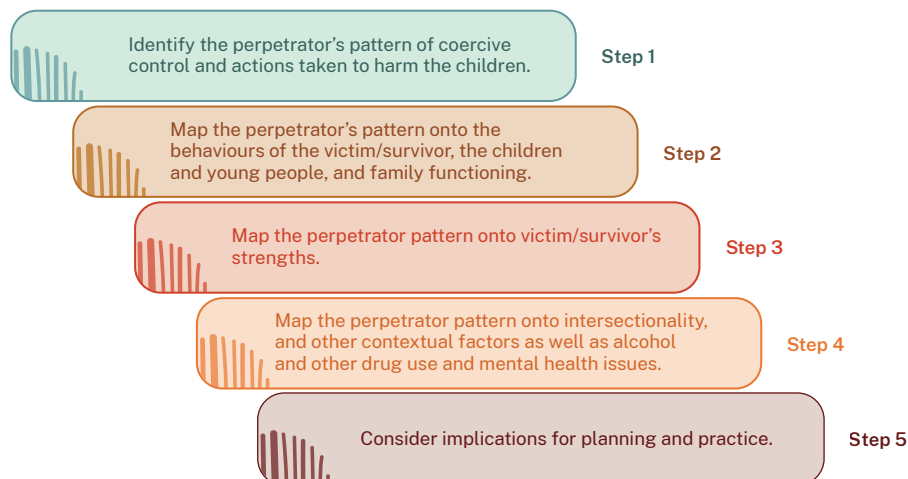 Identify the perpetrator’s pattern of coercive
control and actions taken to harm the children.
Step 1
Map the perpetrator’s pattern onto the
behaviours of the victim/survivor, the children
and young people, and family functioning.
Step 2
Map the perpetrator pattern onto victim/survivor’s
strengths.
Step 3
Map the perpetrator pattern onto intersectionality,
and other contextual factors as well as alcohol
and other drug use and mental health issues.
Step 4
Consider implications for planning and practice.
Step 5